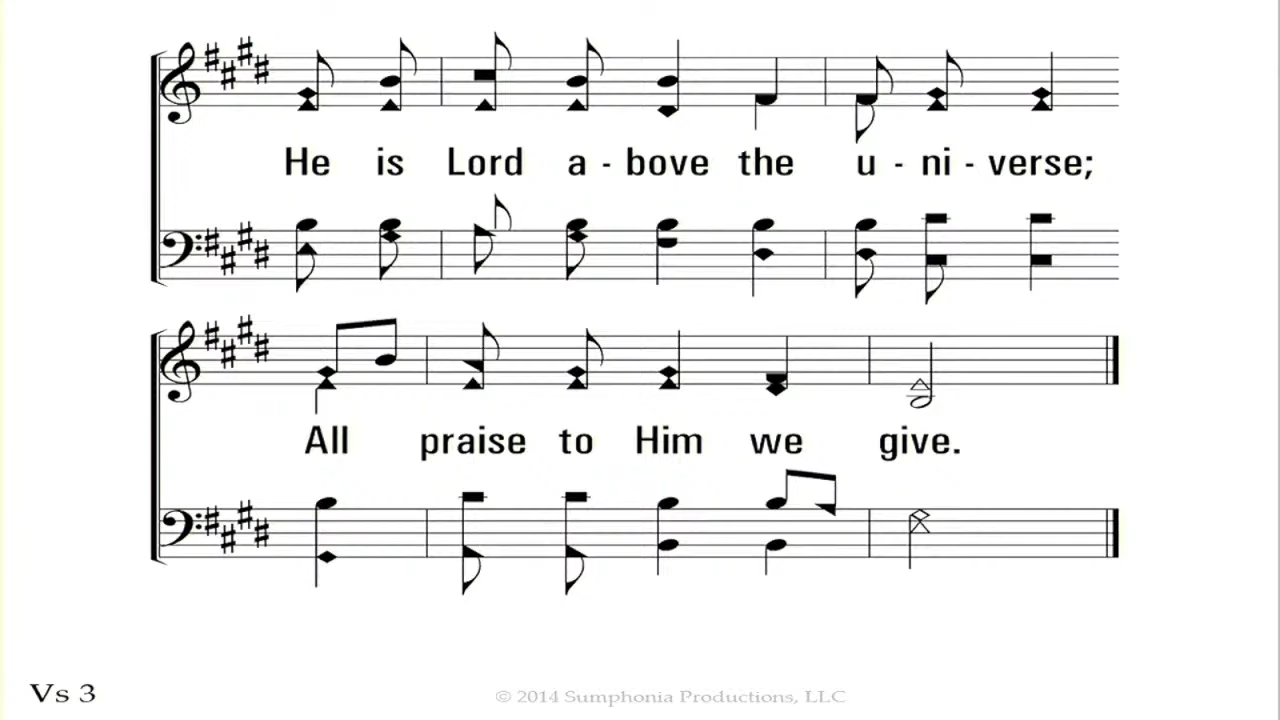 He is Lord a - bove the u - ni - verse;
All praise to Him we give.
Vs 3
© 2014 Sumphonia Productions, LLC